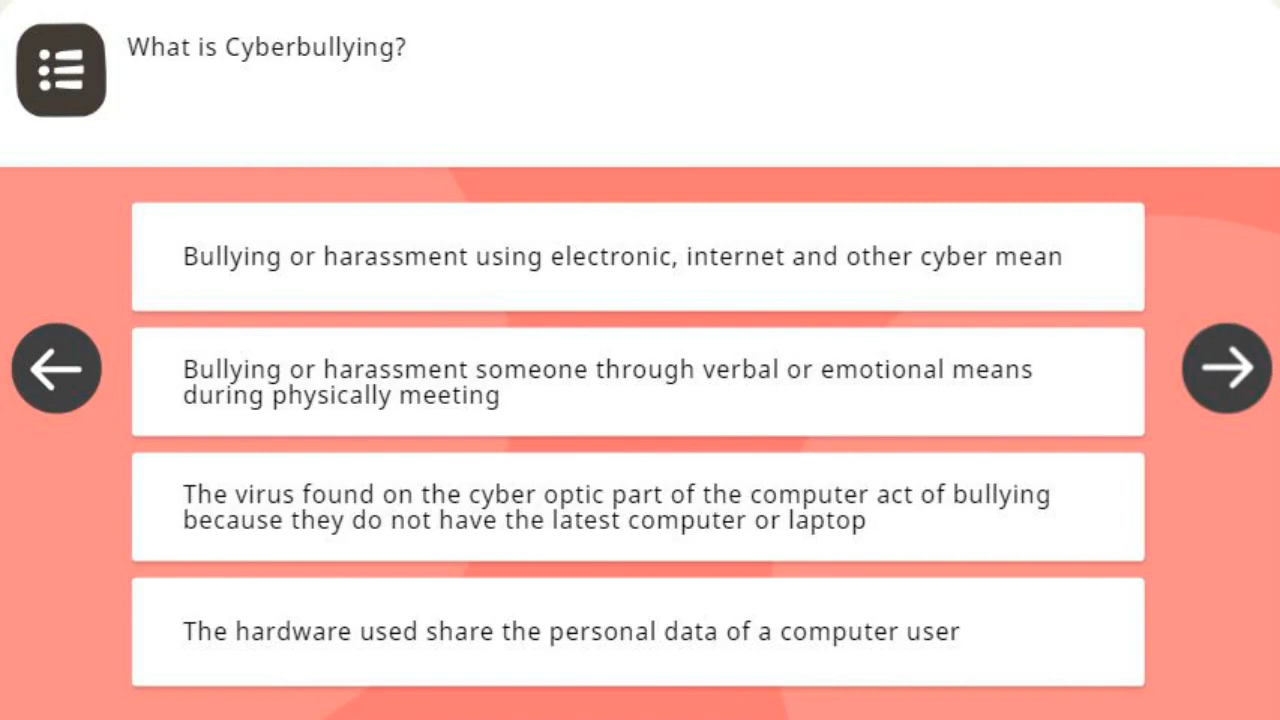 What is Cyberbullying?
Bullying or harassment using electronic, internet and other cyber mean
Bullying or harassment someone through verbal or emotional means
during physically meeting
The virus found on the cyber optic part of the computer act of bullying
because they do not have the latest computer or laptop
The hardware used share the personal data of a computer user